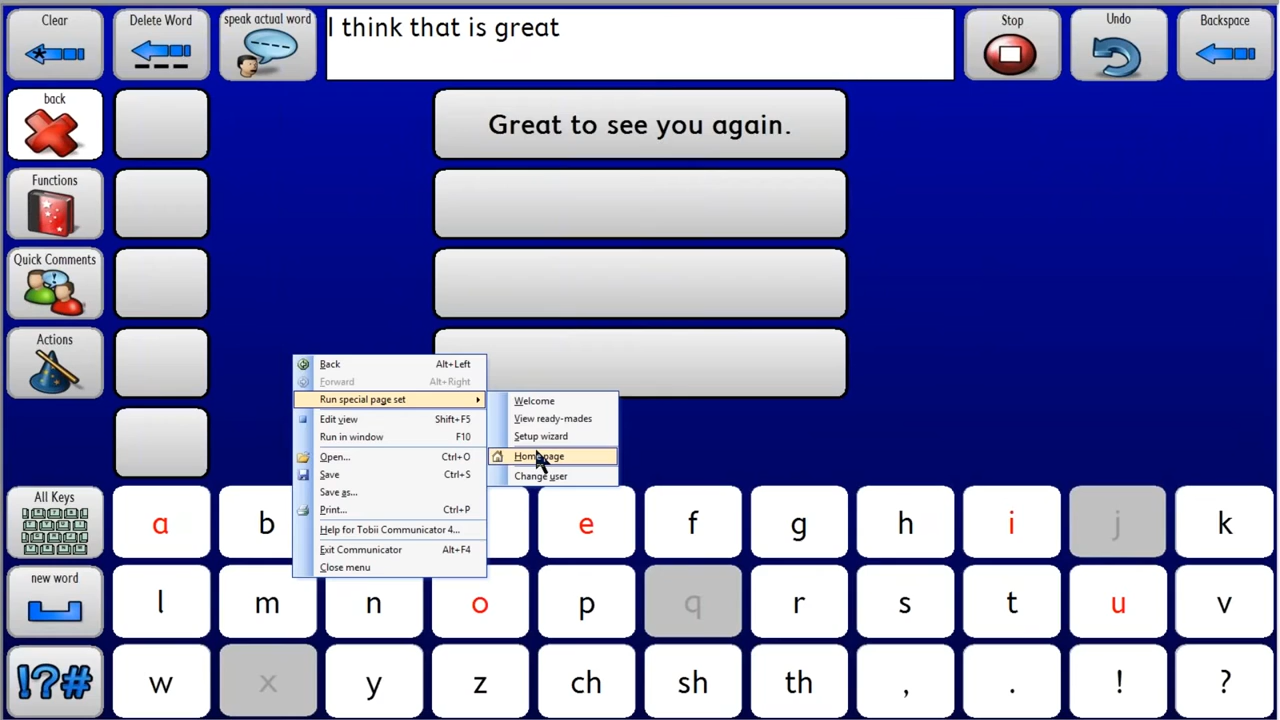 Clear
Delete Word
speak actual word
I think that is great
Stop
Undo
Backspace
back
Great to see you again.
Functions
Quick Comments
Actions
Back Alt+Left
Forward Alt+Right
Run special page set
Edit view Shift+F5
Run in window F10
Open... Ctrl+O
Save Ctrl+S
Save as...
Print... Ctrl+P
Help for Tobii Communicator 4...
Exit Communicator Alt+F4
Close menu
Welcome
View ready-mades
Setup wizard
Home page
Change user
All Keys
a b e f g h i j k
new word
l m n o p q r s t u v
!?#
w x y z ch sh th , . ! ?